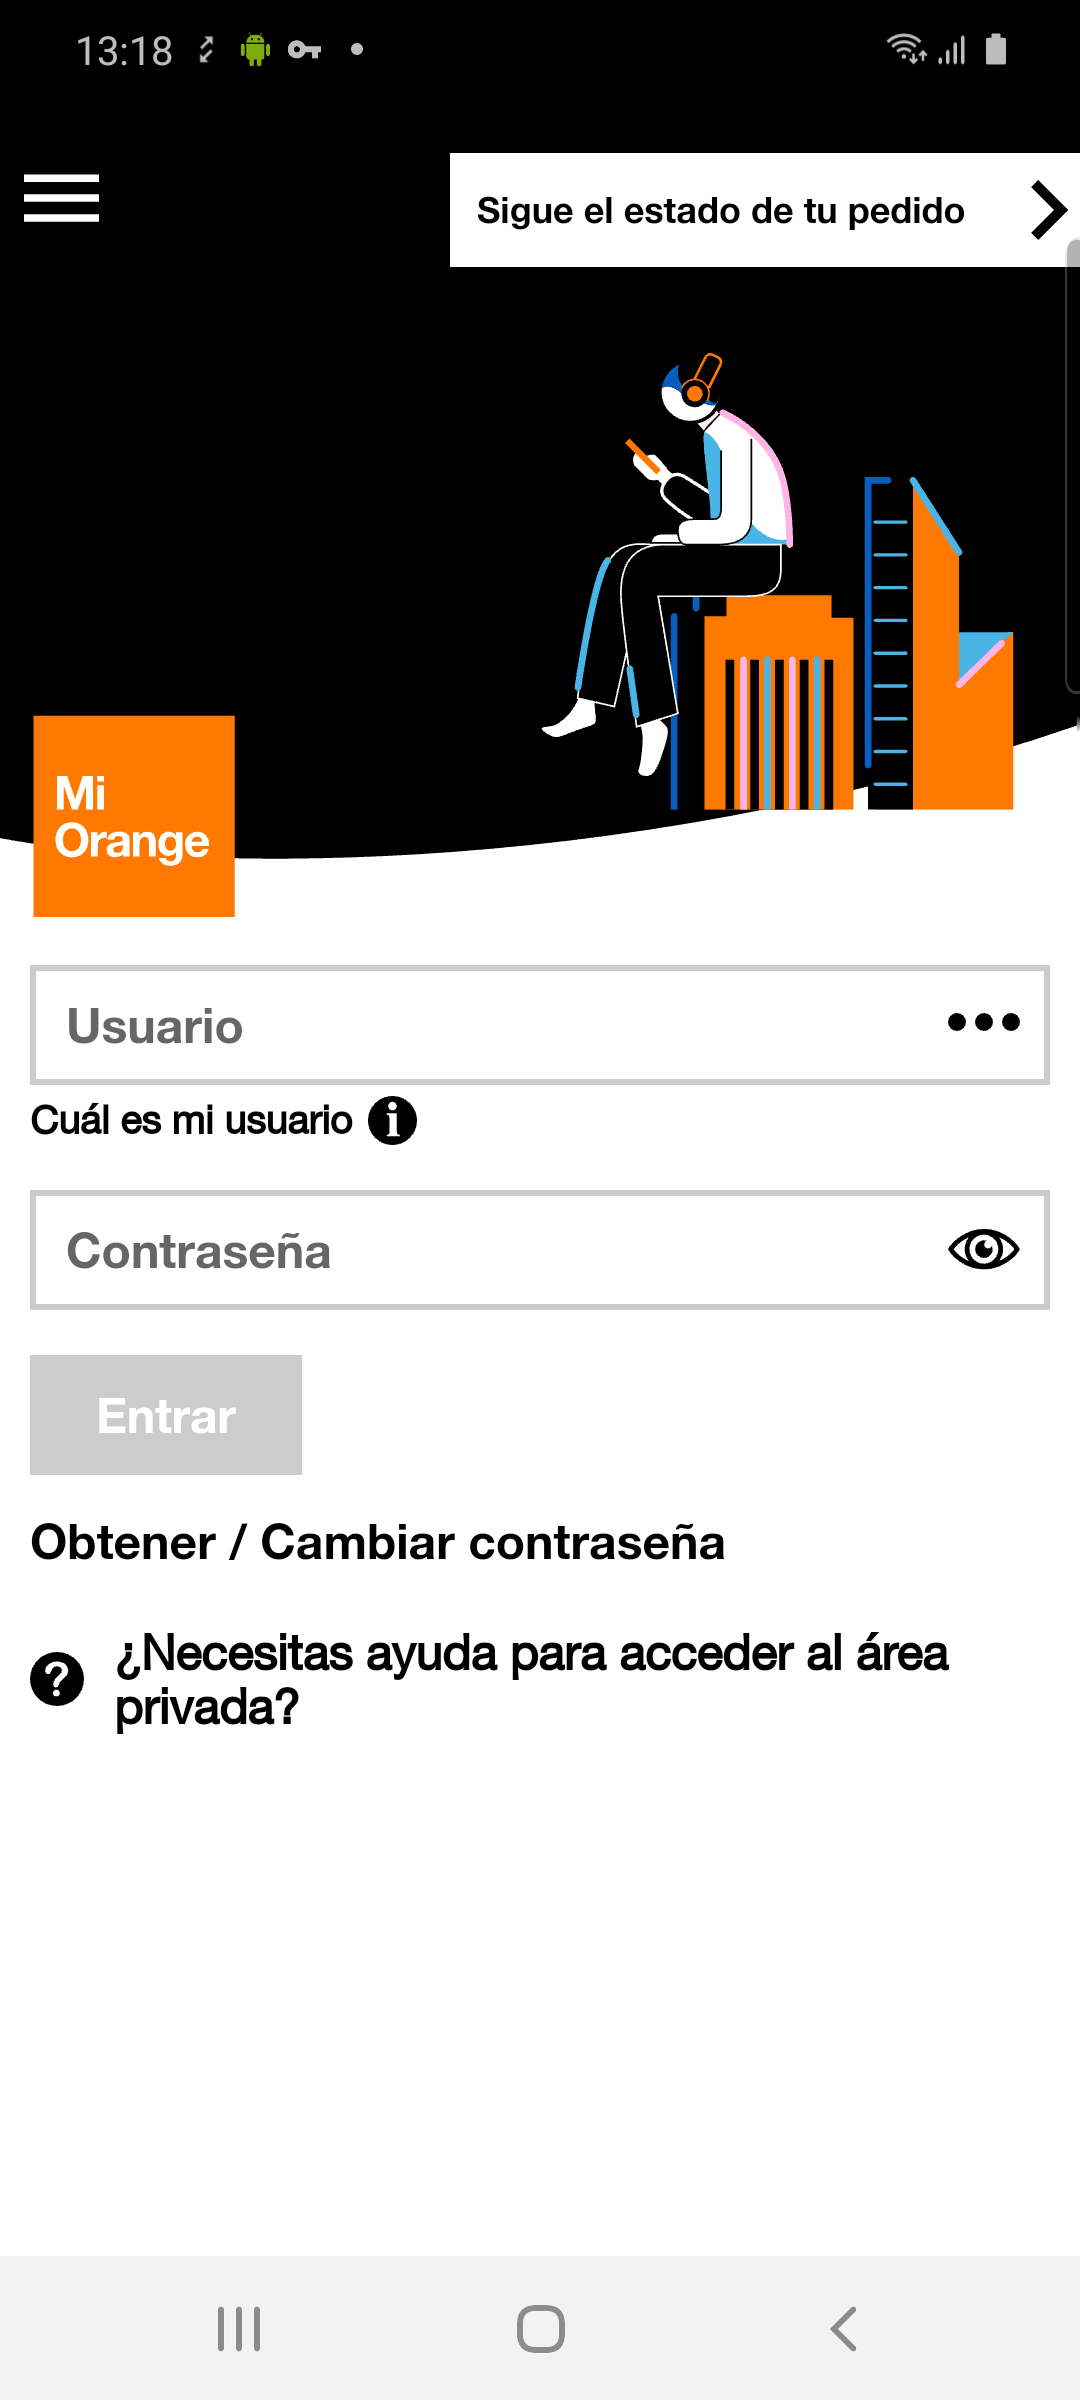 13:18
Sigue el estado de tu pedido
Mi
Orange
Usuario
Cuál es mi usuario
Contraseña
Entrar
Obtener / Cambiar contraseña
¿Necesitas ayuda para acceder al área
privada?